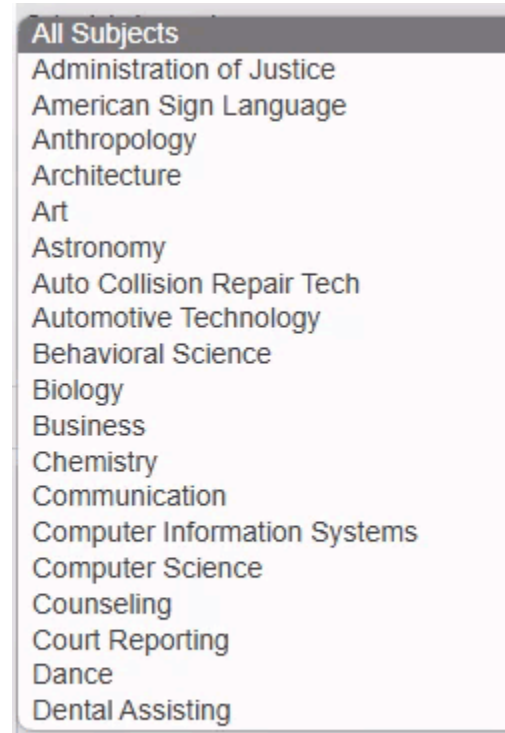 All Subjects
Administration of Justice
American Sign Language
Anthropology
Architecture
Art
Astronomy
Auto Collision Repair Tech
Automotive Technology
Behavioral Science
Biology
Business
Chemistry
Communication
Computer Information Systems
Computer Science
Counseling
Court Reporting
Dance
Dental Assisting